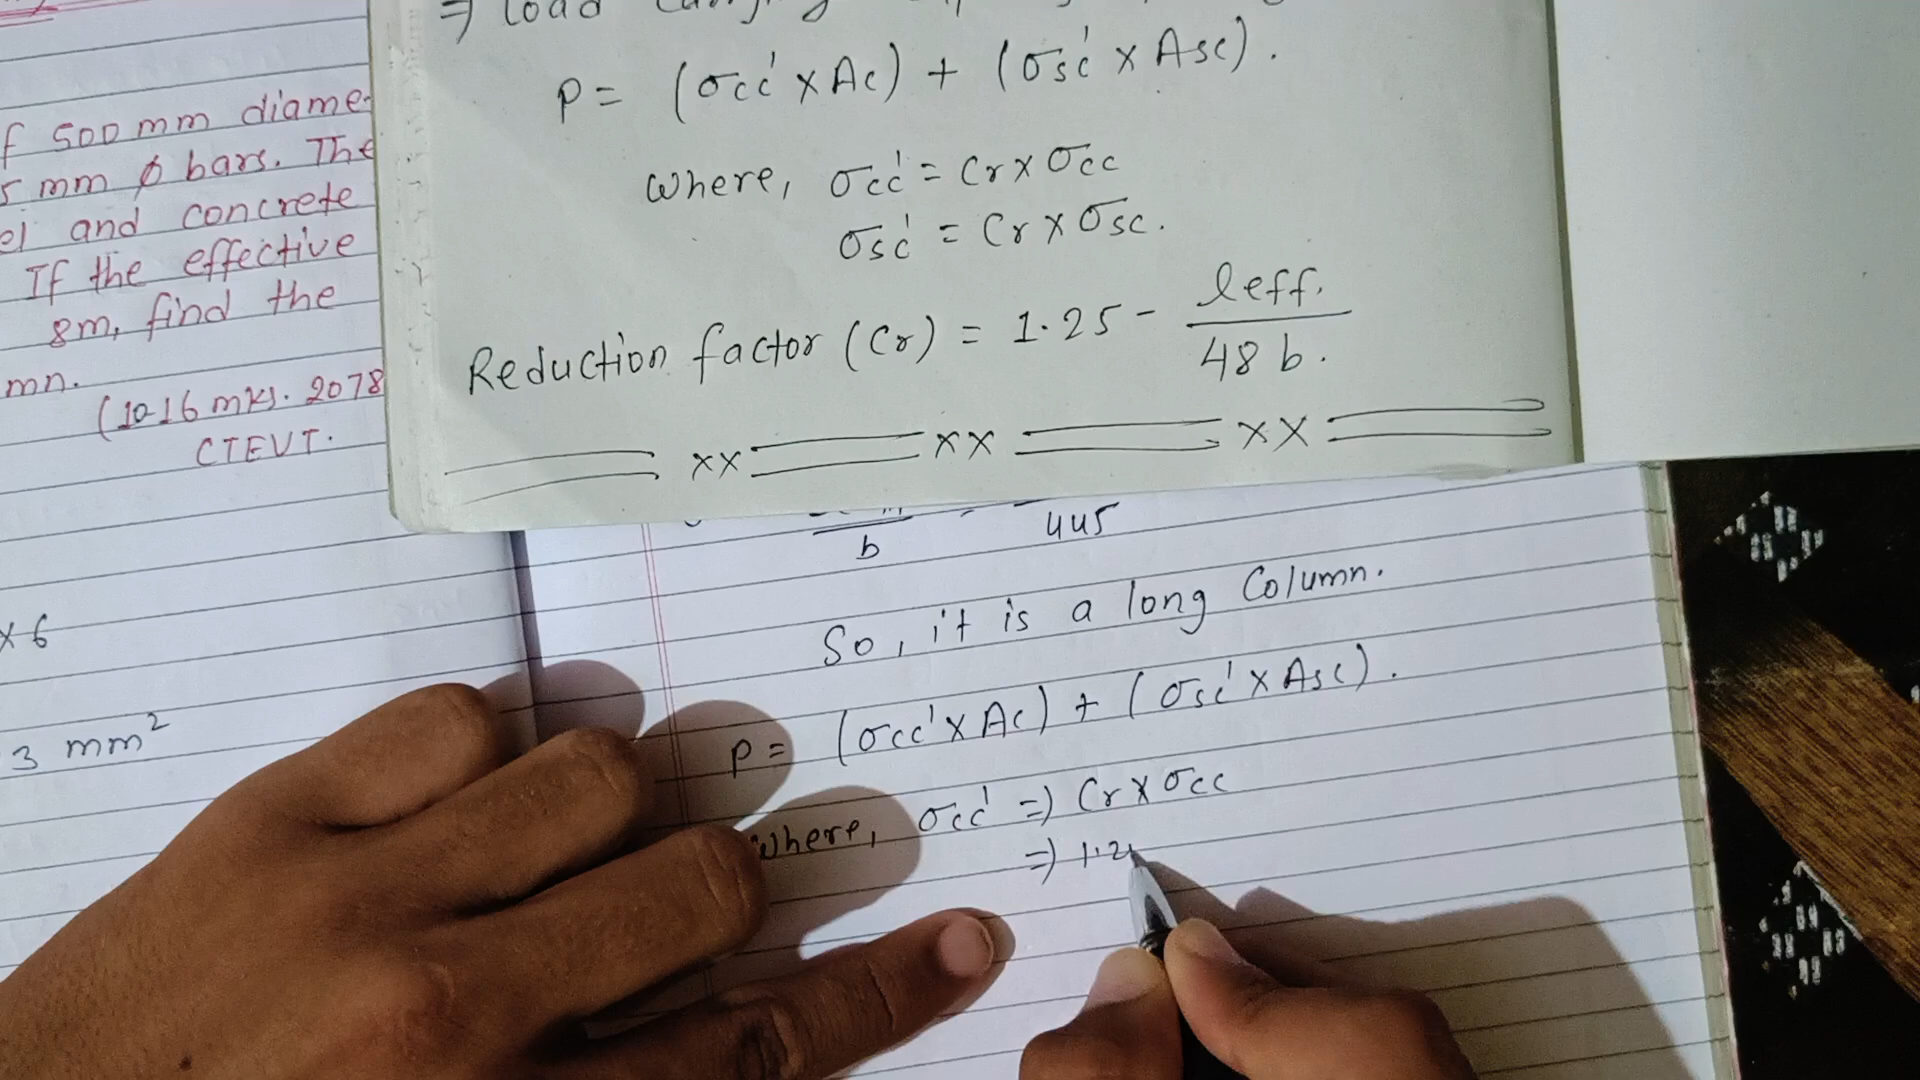 f 500 mm diame-
5 mm ϕ bars. The
el and concrete
If the effective
8m, find the
mn.
(10-16 mks. 2078
CTEVT.
x 6
3 mm²
⇒ load
P = (σcc' x Ac) + (σsc' x Asc).
where, σcc' = Cr x σcc
σsc' = Cr x σsc.
Reduction factor (Cr) = 1.25 - leff. / 48 b.
xx xx xx
b 445
So, it is a long Column.
P = (σcc' x Ac) + (σsc' x Asc).
Where, σcc' ⇒ Cr x σcc
⇒ 1.2